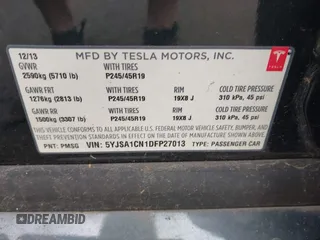 12/13 MFD BY TESLA MOTORS, INC.
GVWR WITH TIRES
2590kg (5710 lb) P245/45R19
GAWR FRT WITH TIRES RIM COLD TIRE PRESSURE
1276kg (2813 lb) P245/45R19 19X8 J 310 kPa, 45 psi
GAWR RR WITH TIRES RIM COLD TIRE PRESSURE
1500kg (3307 lb) P245/45R19 19X8 J 310 kPa, 45 psi
THIS VEHICLE CONFORMS TO ALL APPLICABLE U.S. FEDERAL MOTOR VEHICLE SAFETY, BUMPER,
AND THEFT PREVENTION STANDARDS IN EFFECT ON THE DATE OF MANUFACTURE SHOWN ABOVE.
PNT: PMSG VIN: 5YJSA1CN1DFP27013 TYPE: PASSENGER CAR
TESLA
DREAMBID